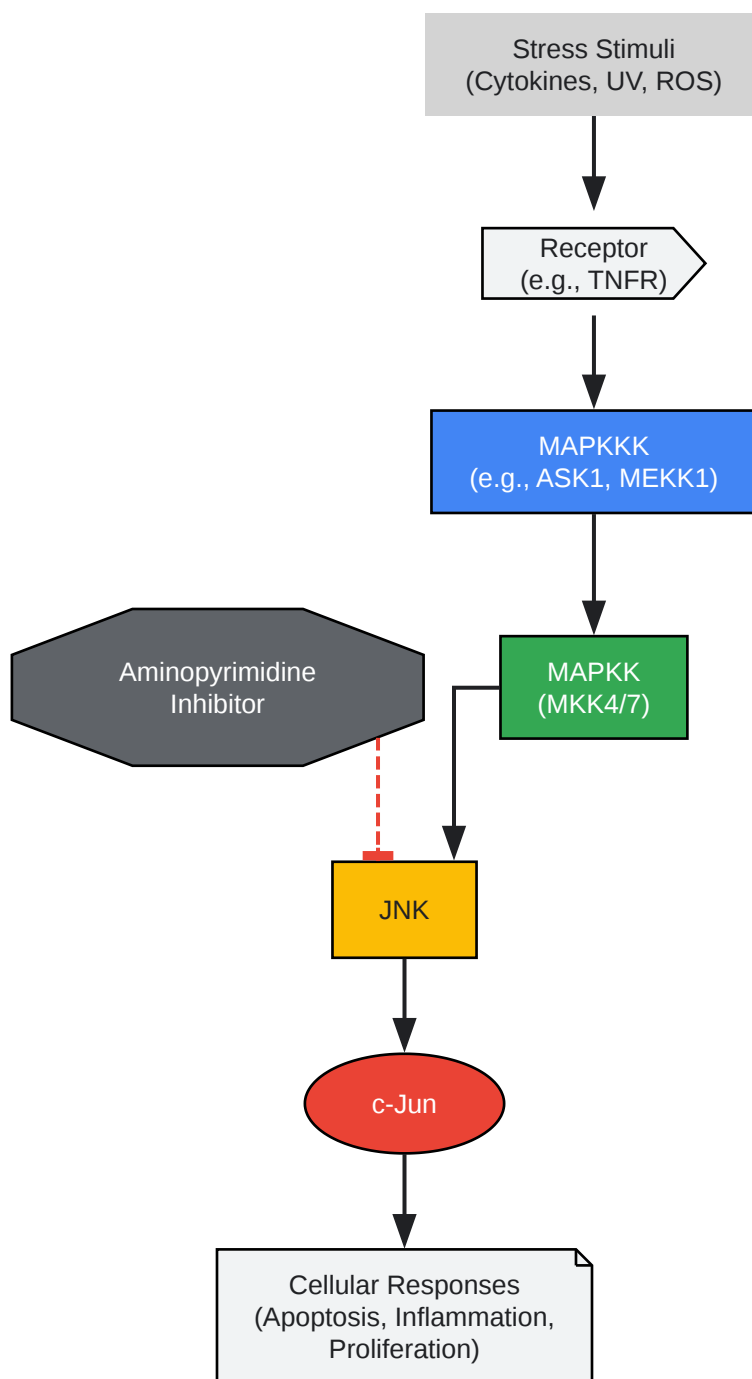 Stress Stimuli
(Cytokines, UV, ROS)
Receptor
(e.g., TNFR)
MAPKKK
(e.g., ASK1, MEKK1)
Aminopyrimidine
Inhibitor
MAPKK
(MKK4/7)
JNK
c-Jun
Cellular Responses
(Apoptosis, Inflammation,
Proliferation)